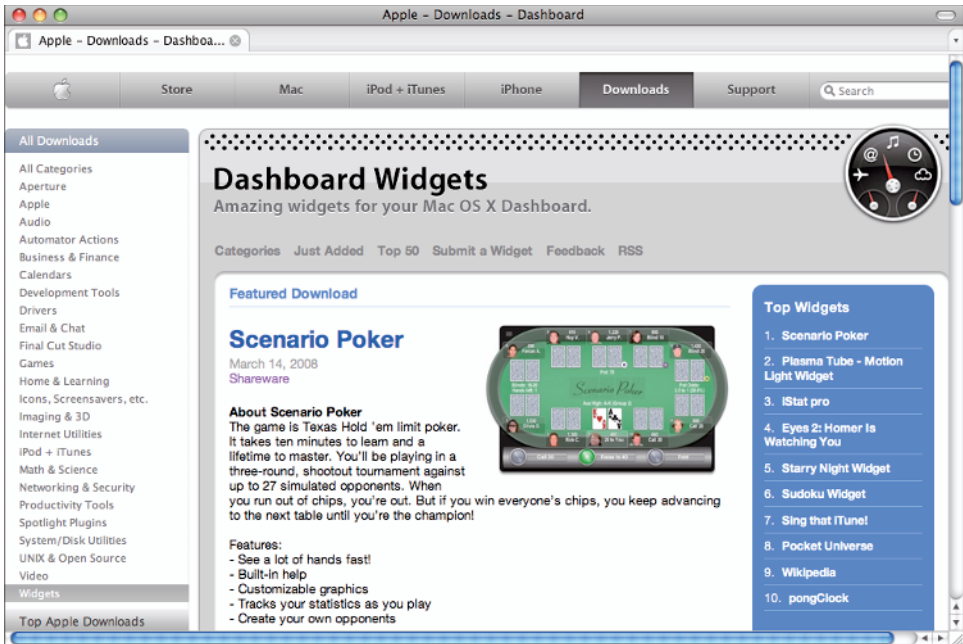 Apple – Downloads – Dashboard
Apple – Downloads – Dashboa...
Store
Mac
iPod + iTunes
iPhone
Downloads
Support
Search
All Downloads
All Categories
Aperture
Apple
Audio
Automator Actions
Business & Finance
Calendars
Development Tools
Drivers
Email & Chat
Final Cut Studio
Games
Home & Learning
Icons, Screensavers, etc.
Imaging & 3D
Internet Utilities
iPod + iTunes
Math & Science
Networking & Security
Productivity Tools
Spotlight Plugins
System/Disk Utilities
UNIX & Open Source
Video
Widgets
Top Apple Downloads
Dashboard Widgets
Amazing widgets for your Mac OS X Dashboard.
Categories Just Added Top 50 Submit a Widget Feedback RSS
Featured Download
Scenario Poker
March 14, 2008
Shareware
About Scenario Poker
The game is Texas Hold 'em limit poker.
It takes ten minutes to learn and a
lifetime to master. You'll be playing in a
three-round, shootout tournament against
up to 27 simulated opponents. When
you run out of chips, you're out. But if you win everyone's chips, you keep advancing
to the next table until you're the champion!
Features:
- See a lot of hands fast!
- Built-in help
- Customizable graphics
- Tracks your statistics as you play
- Create your own opponents
Scenario Poker
Top Widgets
1. Scenario Poker
2. Plasma Tube - Motion
Light Widget
3. iStat pro
4. Eyes 2: Homer Is
Watching You
5. Starry Night Widget
6. Sudoku Widget
7. Sing that iTune!
8. Pocket Universe
9. Wikipedia
10. pongClock